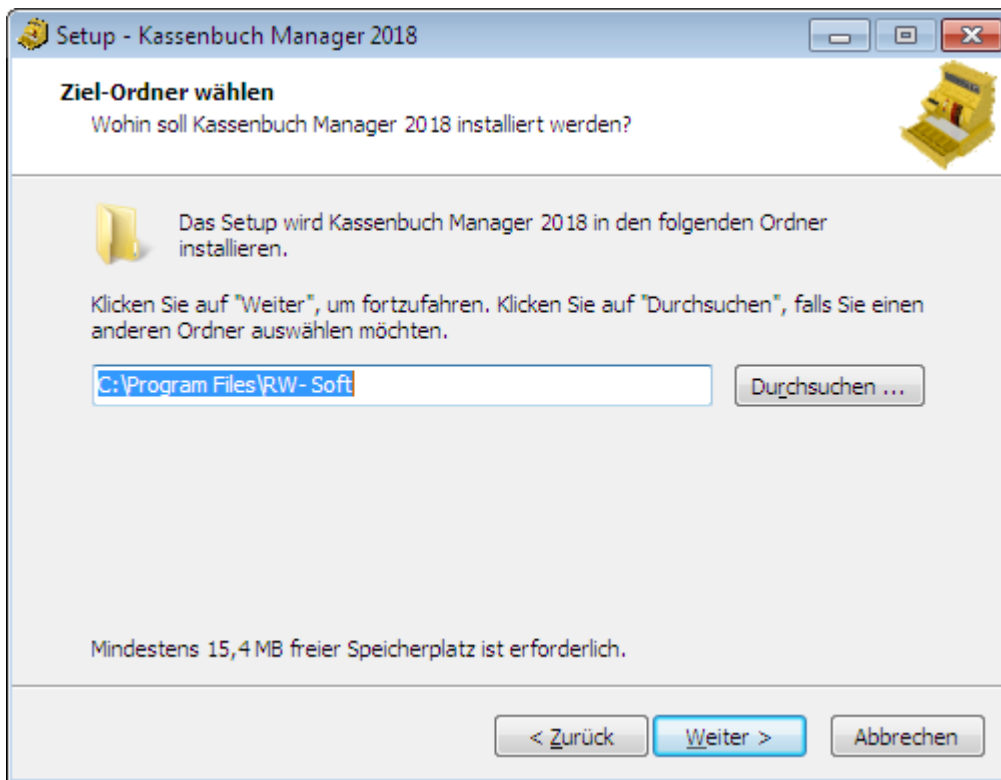 Setup - Kassenbuch Manager 2018
Ziel-Ordner wählen
Wohin soll Kassenbuch Manager 2018 installiert werden?
Das Setup wird Kassenbuch Manager 2018 in den folgenden Ordner
installieren.
Klicken Sie auf "Weiter", um fortzufahren. Klicken Sie auf "Durchsuchen", falls Sie einen
anderen Ordner auswählen möchten.
C:\Program Files\RW- Soft
Durchsuchen ...
Mindestens 15,4 MB freier Speicherplatz ist erforderlich.
< Zurück
Weiter >
Abbrechen